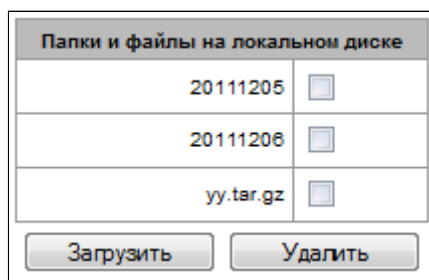 Папки и файлы на локальном диске
20111205
20111206
yy.tar.gz
Загрузить Удалить